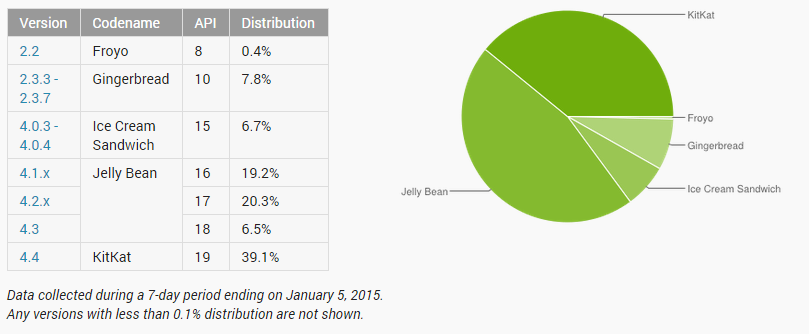 Version Codename API Distribution
2.2 Froyo 8 0.4%
2.3.3 - Gingerbread 10 7.8%
2.3.7
4.0.3 - Ice Cream 15 6.7%
4.0.4 Sandwich
4.1.x Jelly Bean 16 19.2%
4.2.x 17 20.3%
4.3 18 6.5%
4.4 KitKat 19 39.1%
Data collected during a 7-day period ending on January 5, 2015.
Any versions with less than 0.1% distribution are not shown.
KitKat
Froyo
Gingerbread
Ice Cream Sandwich
Jelly Bean